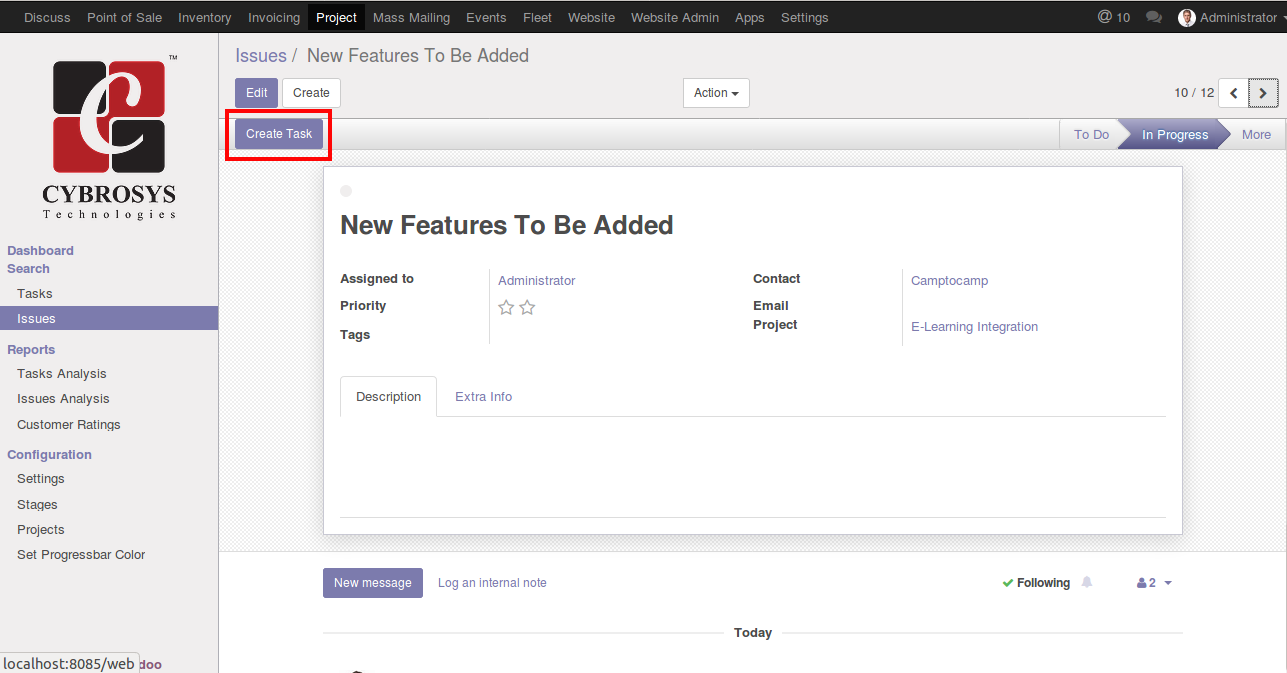 Discuss Point of Sale Inventory Invoicing Project Mass Mailing Events Fleet Website Website Admin Apps Settings @ 10 Administrator
™
CYBROSYS
Technologies
Dashboard
Search
Tasks
Issues
Reports
Tasks Analysis
Issues Analysis
Customer Ratings
Configuration
Settings
Stages
Projects
Set Progressbar Color
localhost:8085/web doo
Issues / New Features To Be Added
Edit Create Action 10 / 12
Create Task To Do In Progress More
New Features To Be Added
Assigned to Administrator
Priority
Tags
Contact Camptocamp
Email
Project E-Learning Integration
Description Extra Info
New message Log an internal note Following 2
Today